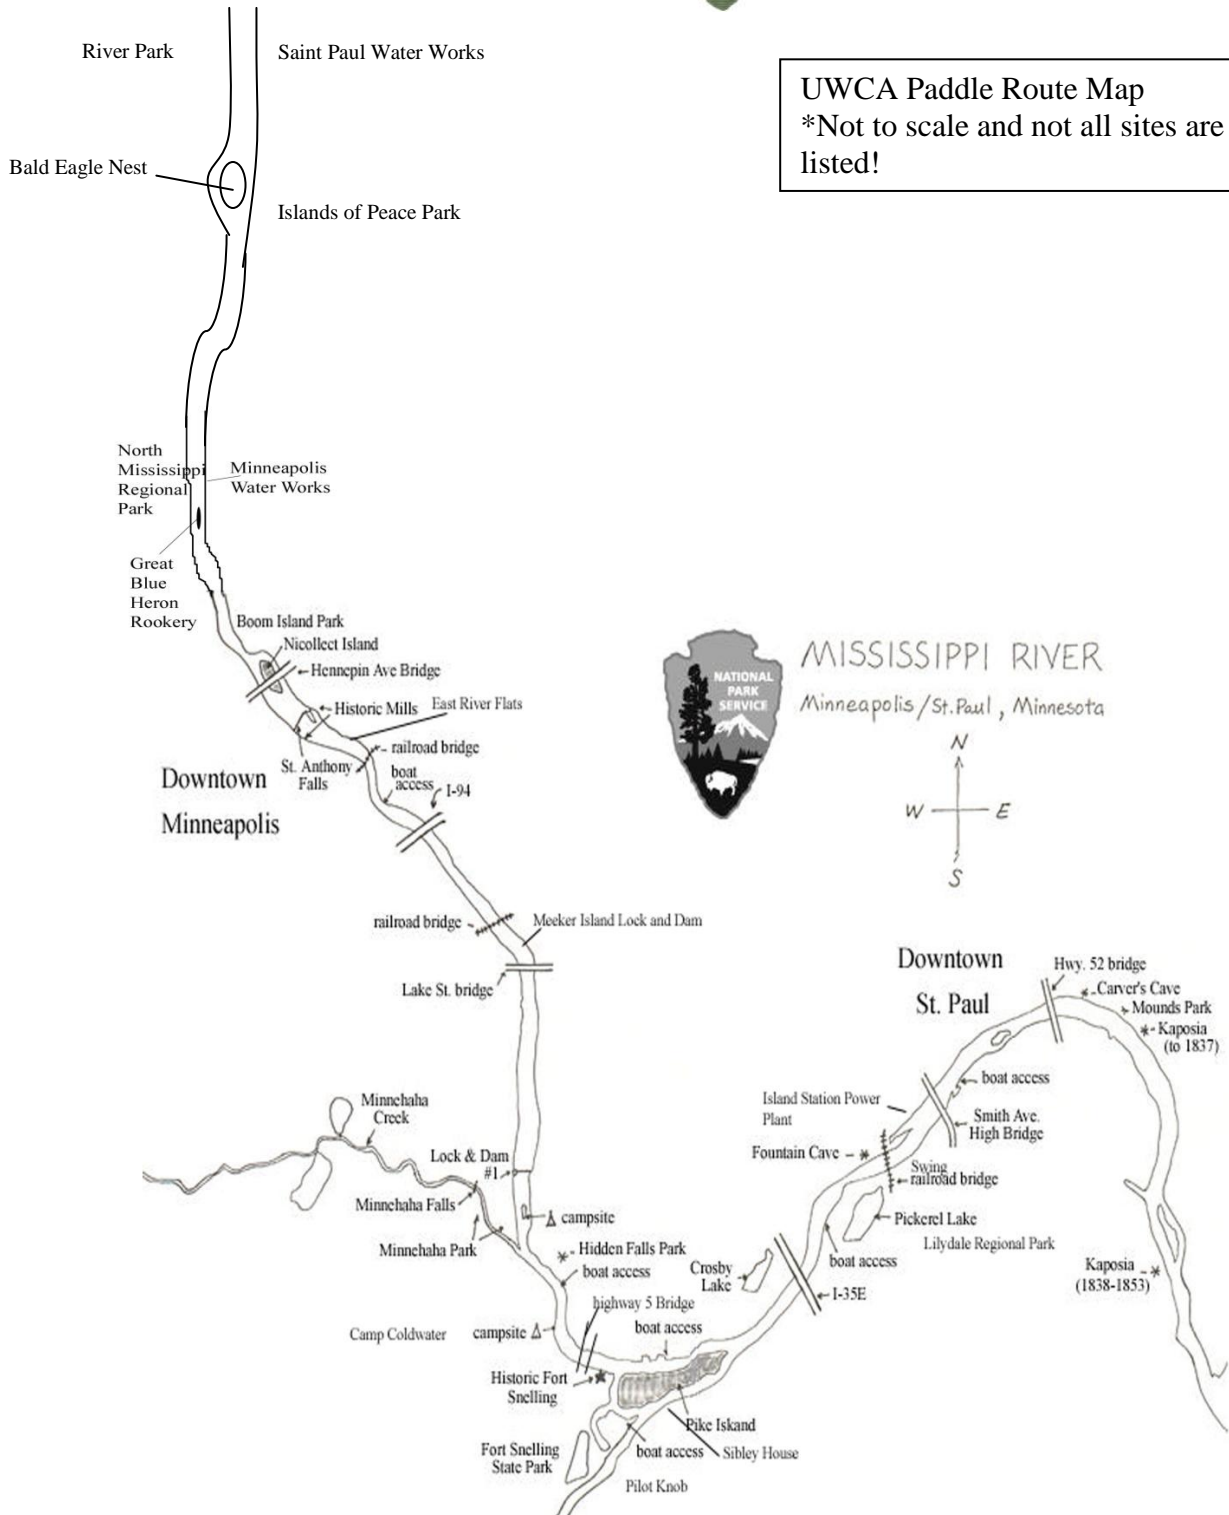 River Park
Saint Paul Water Works
UWCA Paddle Route Map
*Not to scale and not all sites are
listed!
Bald Eagle Nest
Islands of Peace Park
North
Mississippi
Regional
Park
Minneapolis
Water Works
Great
Blue
Heron
Rookery
Boom Island Park
Nicollect Island
Hennepin Ave Bridge
Historic Mills
East River Flats
railroad bridge
St. Anthony
Falls
boat
access
I-94
Downtown
Minneapolis
NATIONAL
PARK
SERVICE
MISSISSIPPI RIVER
Minneapolis/St.Paul, Minnesota
N
W
E
S
railroad bridge
Meeker Island Lock and Dam
Lake St. bridge
Downtown
St. Paul
Hwy. 52 bridge
Carver's Cave
Mounds Park
Kaposia
(to 1837)
boat access
Island Station Power
Plant
Smith Ave.
High Bridge
Fountain Cave
Swing
railroad bridge
Minnehaha
Creek
Lock & Dam
#1
Minnehaha Falls
campsite
Minnehaha Park
Hidden Falls Park
boat access
Pickerel Lake
Lilydale Regional Park
boat access
Crosby
Lake
I-35E
Kaposia
(1838-1853)
highway 5 Bridge
boat access
Camp Coldwater
campsite
Historic Fort
Snelling
Pike Iskand
boat access
Sibley House
Fort Snelling
State Park
Pilot Knob